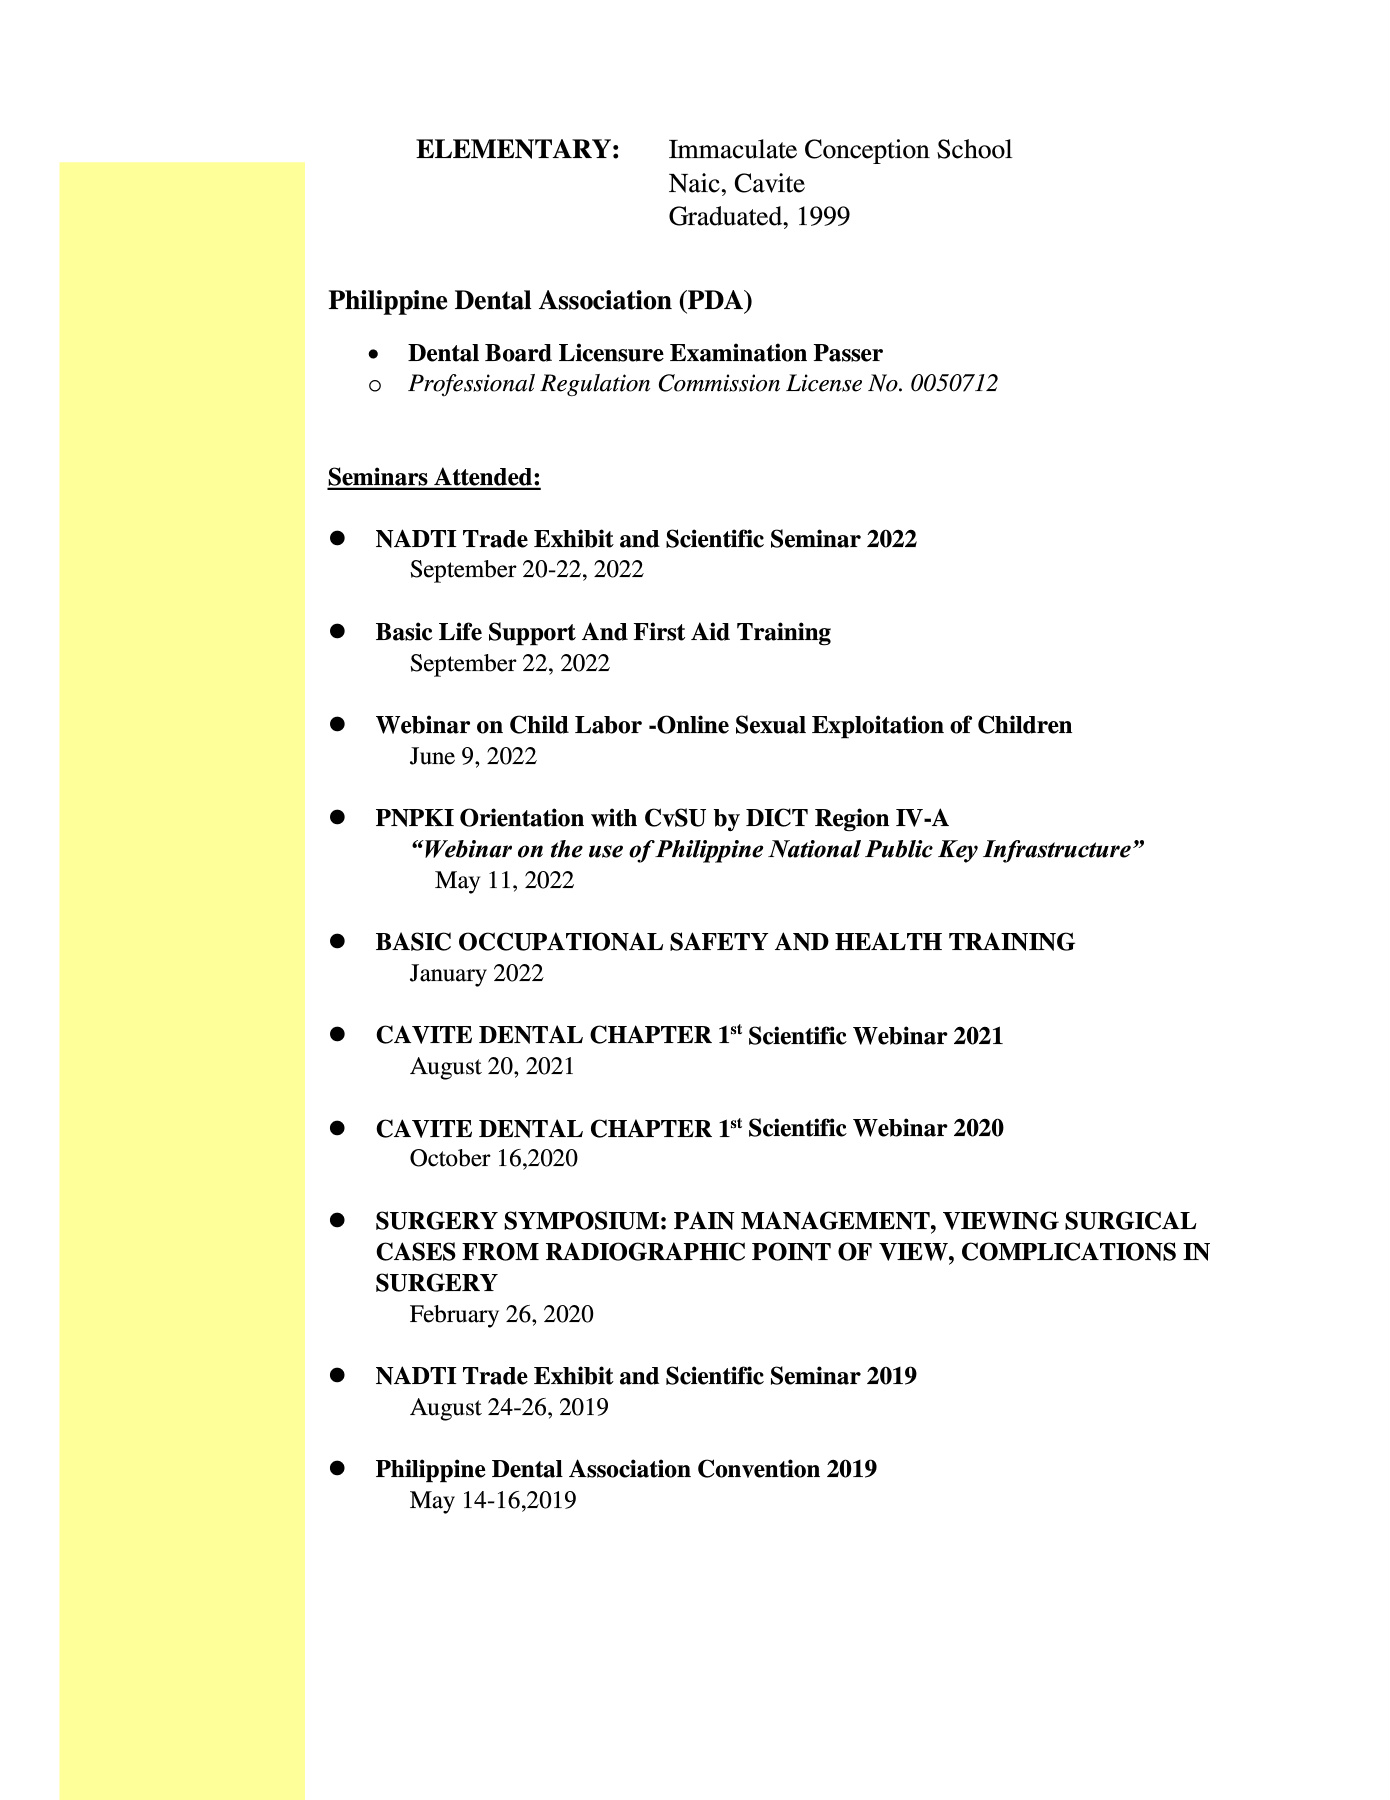 ELEMENTARY: Immaculate Conception School
Naic, Cavite
Graduated, 1999
Philippine Dental Association (PDA)
• Dental Board Licensure Examination Passer
o Professional Regulation Commission License No. 0050712
Seminars Attended:
● NADTI Trade Exhibit and Scientific Seminar 2022
September 20-22, 2022
● Basic Life Support And First Aid Training
September 22, 2022
● Webinar on Child Labor -Online Sexual Exploitation of Children
June 9, 2022
● PNPKI Orientation with CvSU by DICT Region IV-A
“Webinar on the use of Philippine National Public Key Infrastructure”
May 11, 2022
● BASIC OCCUPATIONAL SAFETY AND HEALTH TRAINING
January 2022
● CAVITE DENTAL CHAPTER 1st Scientific Webinar 2021
August 20, 2021
● CAVITE DENTAL CHAPTER 1st Scientific Webinar 2020
October 16,2020
● SURGERY SYMPOSIUM: PAIN MANAGEMENT, VIEWING SURGICAL
CASES FROM RADIOGRAPHIC POINT OF VIEW, COMPLICATIONS IN
SURGERY
February 26, 2020
● NADTI Trade Exhibit and Scientific Seminar 2019
August 24-26, 2019
● Philippine Dental Association Convention 2019
May 14-16,2019